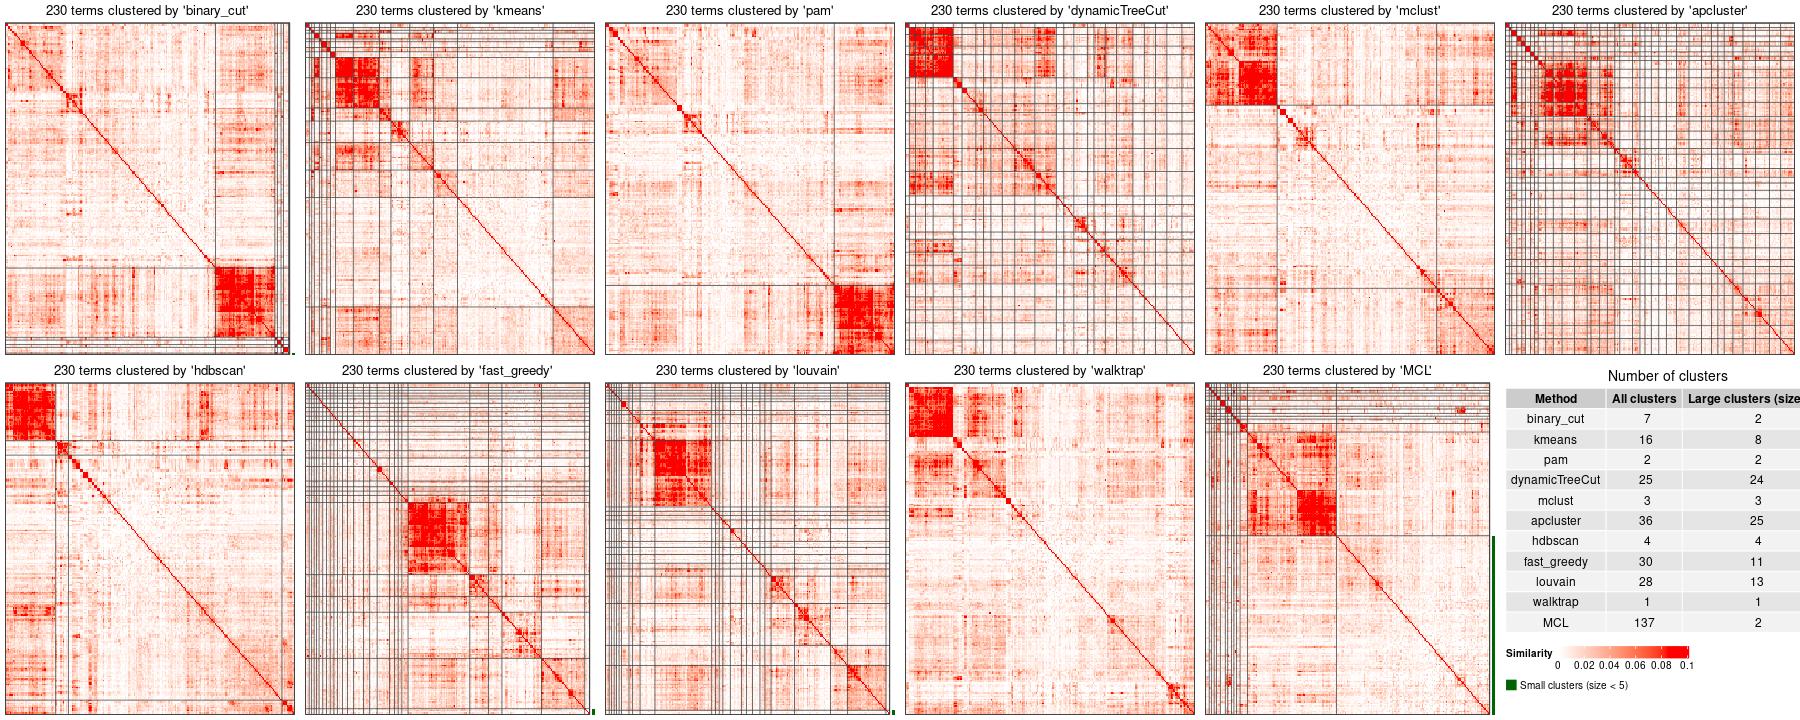 230 terms clustered by 'binary_cut'
230 terms clustered by 'kmeans'
230 terms clustered by 'pam'
230 terms clustered by 'dynamicTreeCut'
230 terms clustered by 'mclust'
230 terms clustered by 'apcluster'
230 terms clustered by 'hdbscan'
230 terms clustered by 'fast_greedy'
230 terms clustered by 'louvain'
230 terms clustered by 'walktrap'
230 terms clustered by 'MCL'
Number of clusters
Method All clusters Large clusters (size
binary_cut 7 2
kmeans 16 8
pam 2 2
dynamicTreeCut 25 24
mclust 3 3
apcluster 36 25
hdbscan 4 4
fast_greedy 30 11
louvain 28 13
walktrap 1 1
MCL 137 2
Similarity
0 0.02 0.04 0.06 0.08 0.1
Small clusters (size < 5)